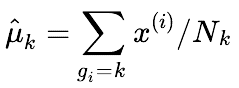 $\hat{\mu}_k = \sum_{g_i = k} x^{(i)} / N_k$